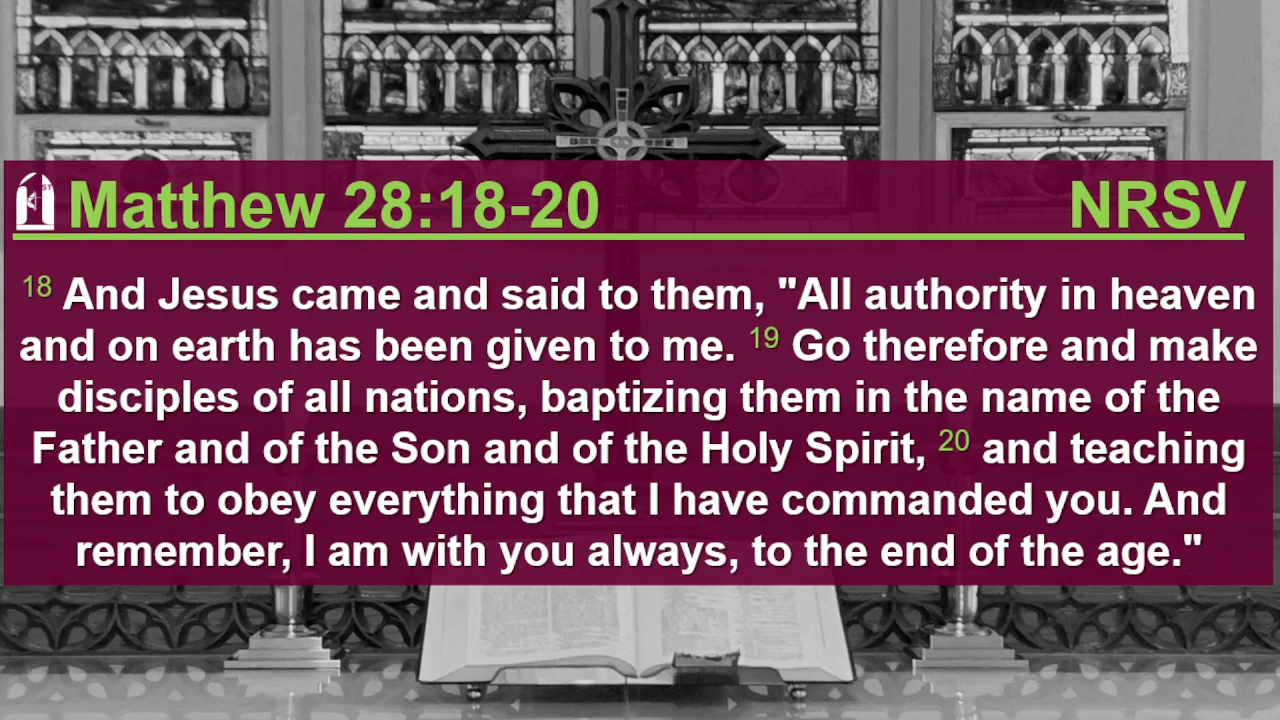 Matthew 28:18-20 NRSV
18 And Jesus came and said to them, "All authority in heaven
and on earth has been given to me. 19 Go therefore and make
disciples of all nations, baptizing them in the name of the
Father and of the Son and of the Holy Spirit, 20 and teaching
them to obey everything that I have commanded you. And
remember, I am with you always, to the end of the age."